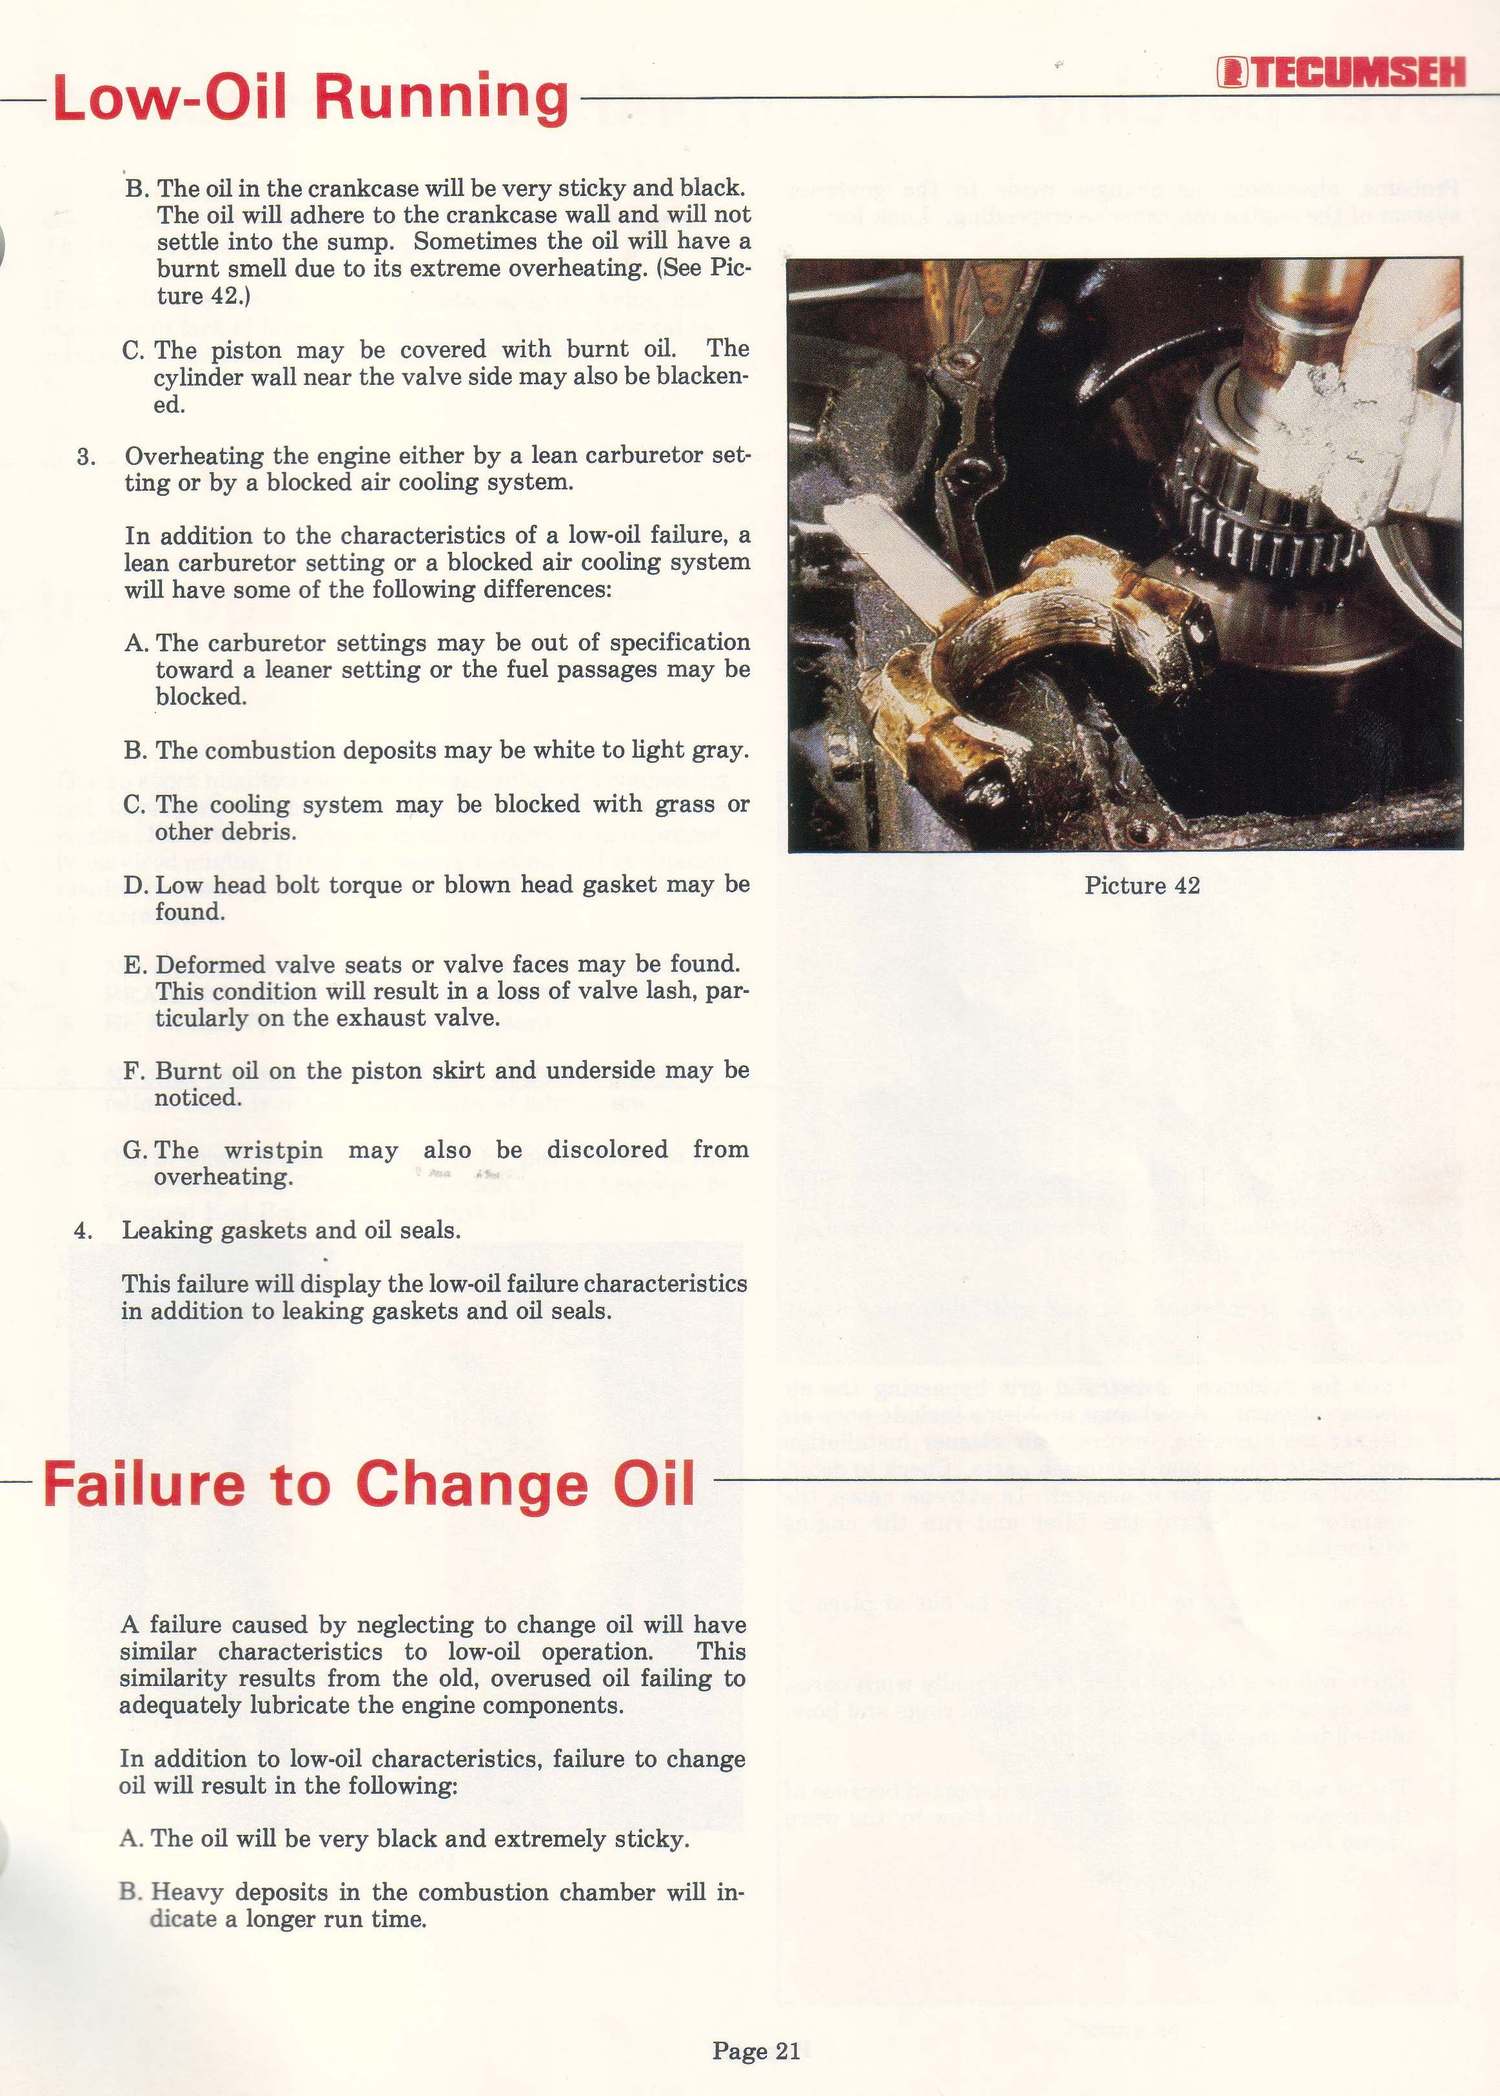 Low-Oil Running
TECUMSEH
B. The oil in the crankcase will be very sticky and black.
The oil will adhere to the crankcase wall and will not
settle into the sump. Sometimes the oil will have a
burnt smell due to its extreme overheating. (See Pic-
ture 42.)
C. The piston may be covered with burnt oil. The
cylinder wall near the valve side may also be blacken-
ed.
3. Overheating the engine either by a lean carburetor set-
ting or by a blocked air cooling system.
In addition to the characteristics of a low-oil failure, a
lean carburetor setting or a blocked air cooling system
will have some of the following differences:
A. The carburetor settings may be out of specification
toward a leaner setting or the fuel passages may be
blocked.
B. The combustion deposits may be white to light gray.
C. The cooling system may be blocked with grass or
other debris.
D. Low head bolt torque or blown head gasket may be
found.
E. Deformed valve seats or valve faces may be found.
This condition will result in a loss of valve lash, par-
ticularly on the exhaust valve.
F. Burnt oil on the piston skirt and underside may be
noticed.
G. The wristpin may also be discolored from
overheating.
4. Leaking gaskets and oil seals.
This failure will display the low-oil failure characteristics
in addition to leaking gaskets and oil seals.
Picture 42
Failure to Change Oil
A failure caused by neglecting to change oil will have
similar characteristics to low-oil operation. This
similarity results from the old, overused oil failing to
adequately lubricate the engine components.
In addition to low-oil characteristics, failure to change
oil will result in the following:
A. The oil will be very black and extremely sticky.
B. Heavy deposits in the combustion chamber will in-
dicate a longer run time.
Page 21